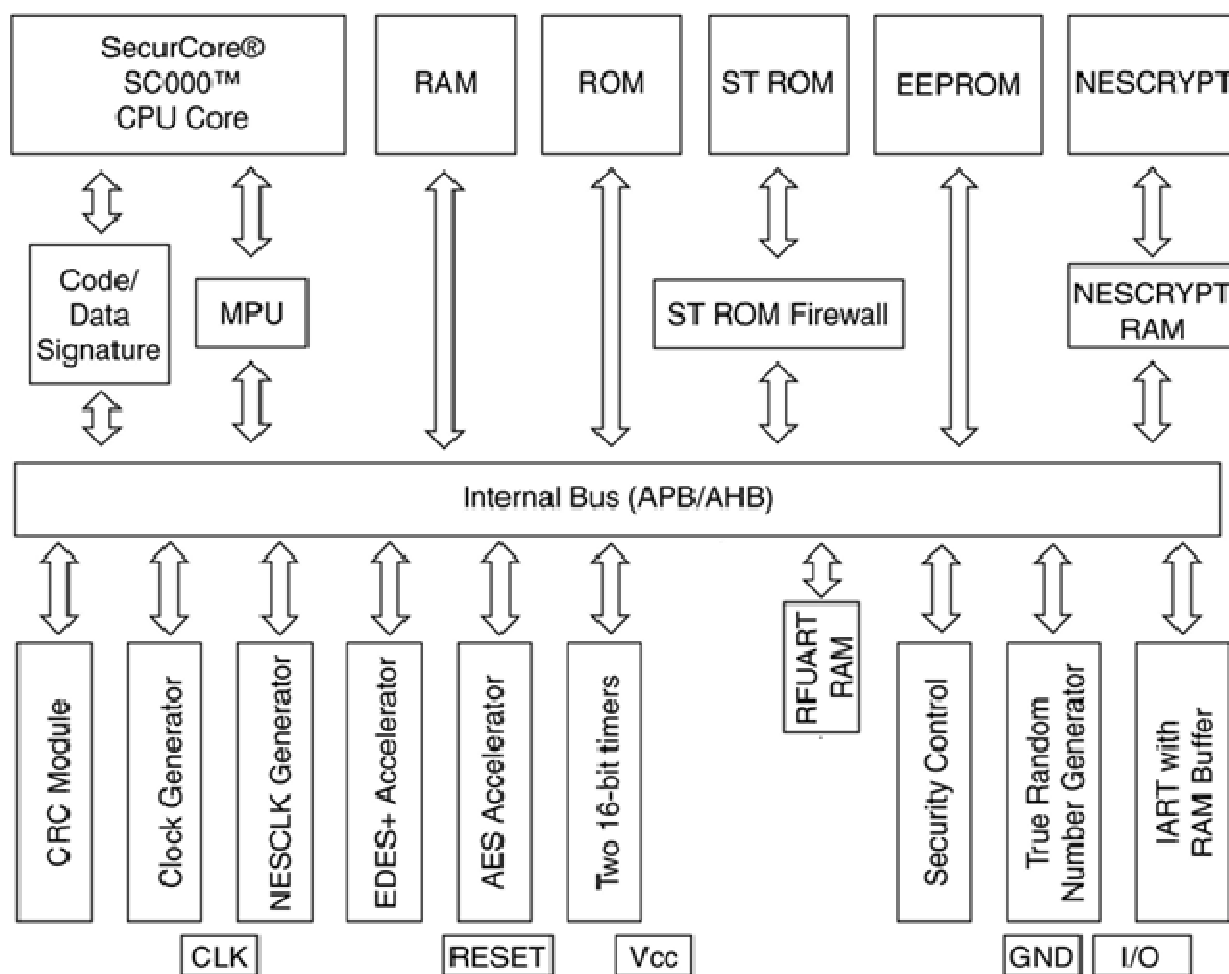 SecurCore®
SC000™
CPU Core
RAM
ROM
ST ROM
EEPROM
NESCRYPT
Code/
Data
Signature
MPU
ST ROM Firewall
NESCRYPT
RAM
Internal Bus (APB/AHB)
CRC Module
Clock Generator
NESCLK Generator
EDES+ Accelerator
AES Accelerator
Two 16-bit timers
RFUART
RAM
Security Control
True Random
Number Generator
IART with
RAM Buffer
CLK
RESET
Vcc
GND
I/O